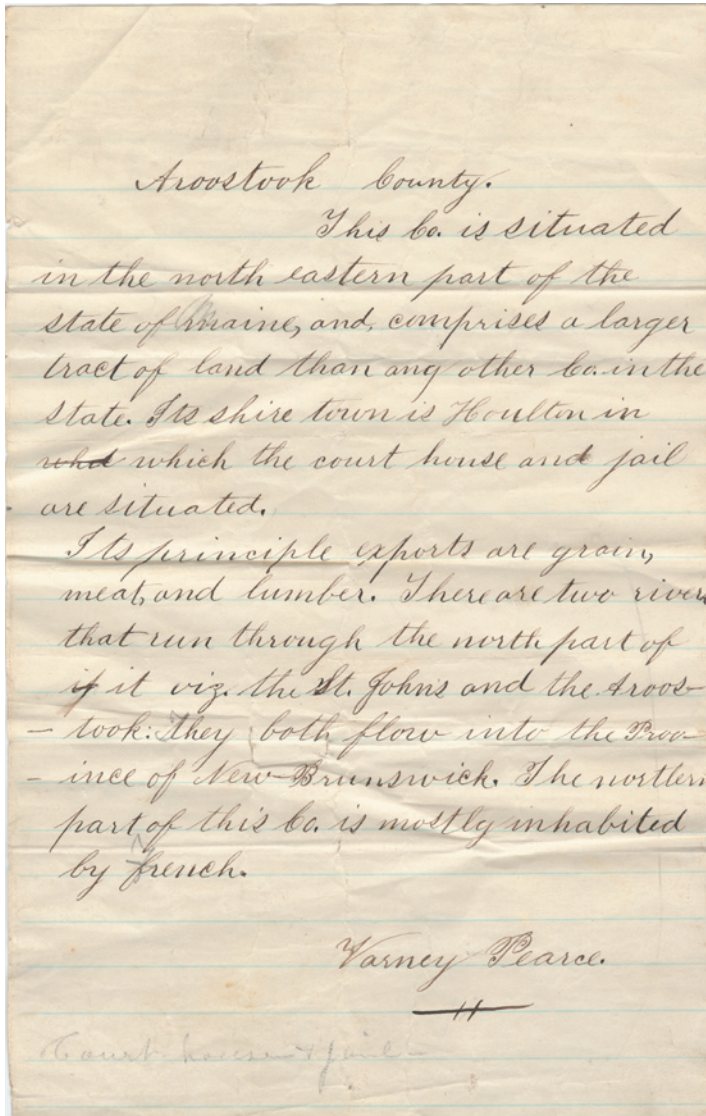 Aroostook County.
This Co. is situated
in the north eastern part of the
state of Maine, and, comprises a larger
tract of land than any other Co. in the
state. Its shire town is Houlton in
whd which the court house and jail
are situated.
Its principle exports are grain,
meat, and lumber. There are two rivers
that run through the north part of
if it viz. the St. Johns and the Aroos-
- took: They both flow into the Prov-
- ince of New-Brunswick. The northern
part of this Co. is mostly inhabited
by French.
Varney Pearce.
Court house & jail-